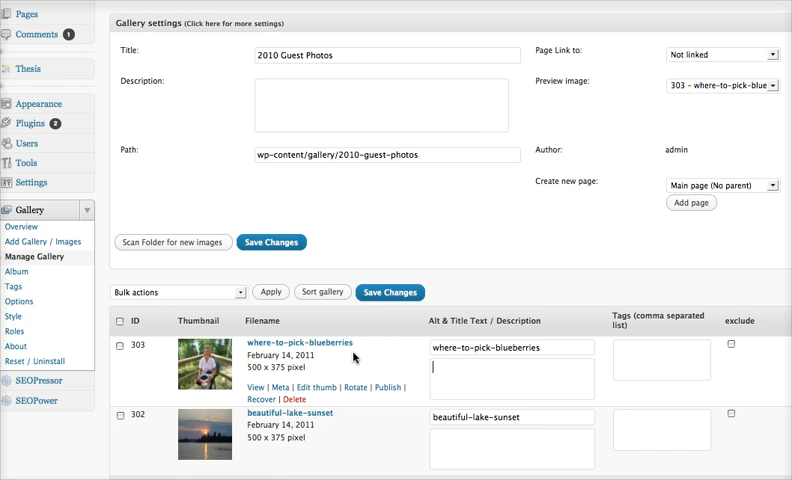 Pages
Comments 1
Thesis
Appearance
Plugins 2
Users
Tools
Settings
Gallery
Overview
Add Gallery / Images
Manage Gallery
Album
Tags
Options
Style
Roles
About
Reset / Uninstall
SEOPressor
SEOPower
Gallery settings (Click here for more settings)
Title: 2010 Guest Photos
Page Link to: Not linked
Description:
Preview image: 303 - where-to-pick-blue
Path: wp-content/gallery/2010-guest-photos
Author: admin
Create new page: Main page (No parent)
Add page
Scan Folder for new images Save Changes
Bulk actions Apply Sort gallery Save Changes
ID Thumbnail Filename Alt & Title Text / Description Tags (comma separated list) exclude
303 where-to-pick-blueberries where-to-pick-blueberries
February 14, 2011
500 x 375 pixel
View | Meta | Edit thumb | Rotate | Publish |
Recover | Delete
302 beautiful-lake-sunset beautiful-lake-sunset
February 14, 2011
500 x 375 pixel